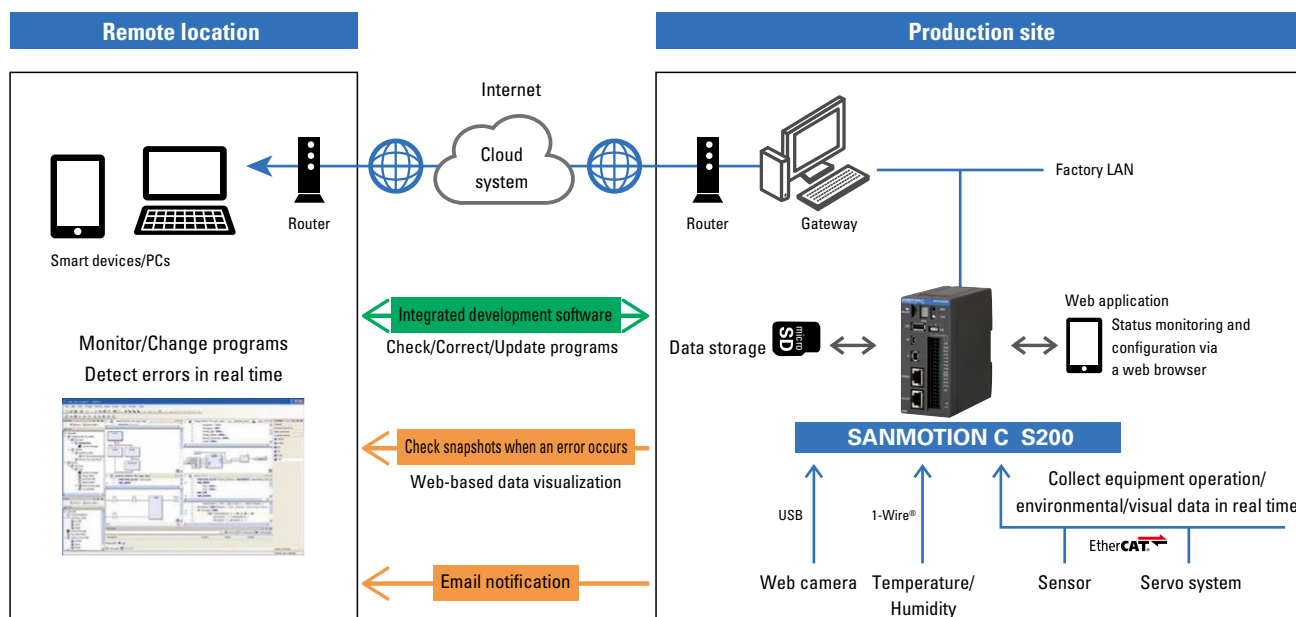 Remote location
Production site
Internet
Cloud
system
Router
Smart devices/PCs
Router
Gateway
Factory LAN
Integrated development software
Check/Correct/Update programs
Monitor/Change programs
Detect errors in real time
Check snapshots when an error occurs
Web-based data visualization
Email notification
Data storage
micro
SD
SANMOTION C
Web application
Status monitoring and
configuration via
a web browser
SANMOTION C S200
USB
1-Wire®
Collect equipment operation/
environmental/visual data in real time
EtherCAT®
Web camera
Temperature/
Humidity
Sensor
Servo system